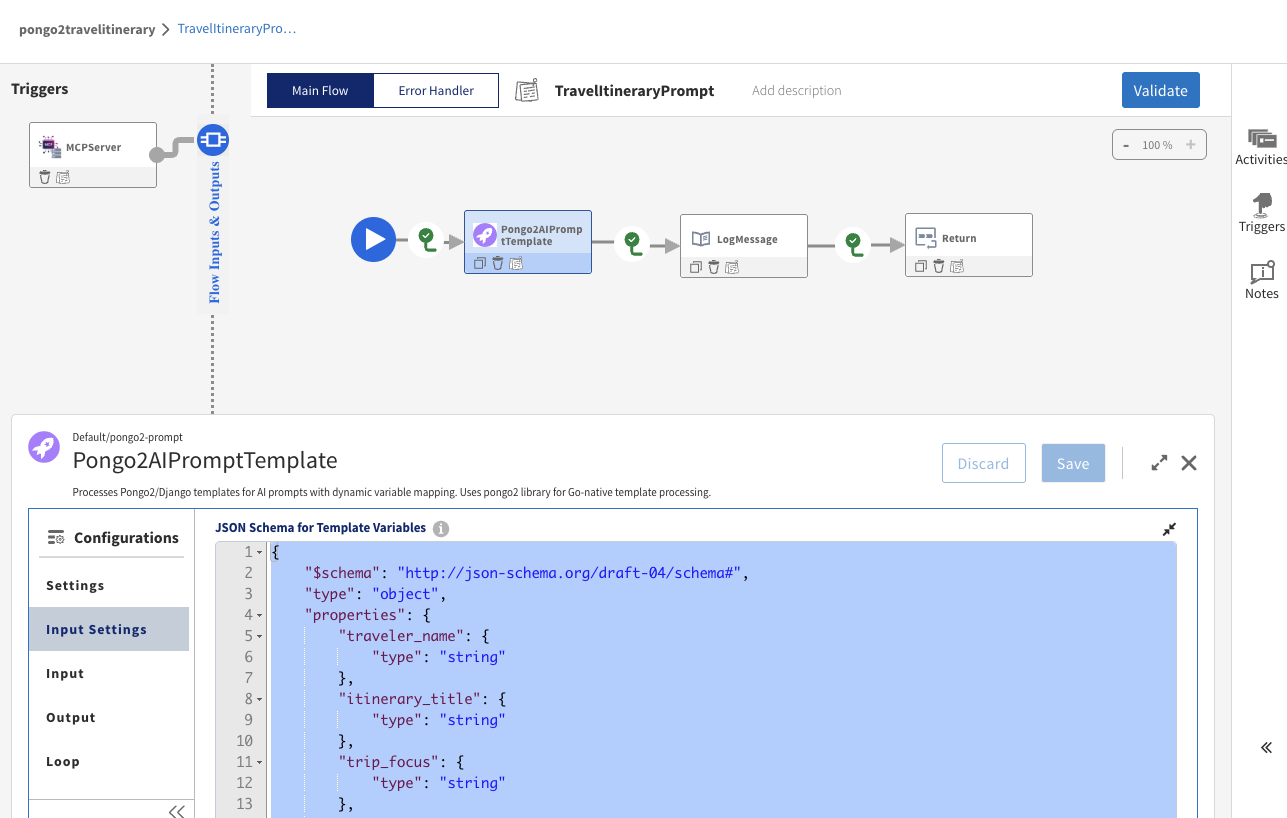 pongo2travelitinerary > TravelItineraryPro…
Triggers
MCPServer
Flow Inputs & Outputs
Main Flow
Error Handler
TravelItineraryPrompt
Add description
Validate
- 100 % +
Pongo2AIPromp
tTemplate
LogMessage
Return
Activities
Triggers
Notes
Default/pongo2-prompt
Pongo2AIPromptTemplate
Processes Pongo2/Django templates for AI prompts with dynamic variable mapping. Uses pongo2 library for Go-native template processing.
Discard
Save
Configurations
Settings
Input Settings
Input
Output
Loop
JSON Schema for Template Variables
1 {
2 "$schema": "http://json-schema.org/draft-04/schema#",
3 "type": "object",
4 "properties": {
5 "traveler_name": {
6 "type": "string"
7 },
8 "itinerary_title": {
9 "type": "string"
10 },
11 "trip_focus": {
12 "type": "string"
13 },